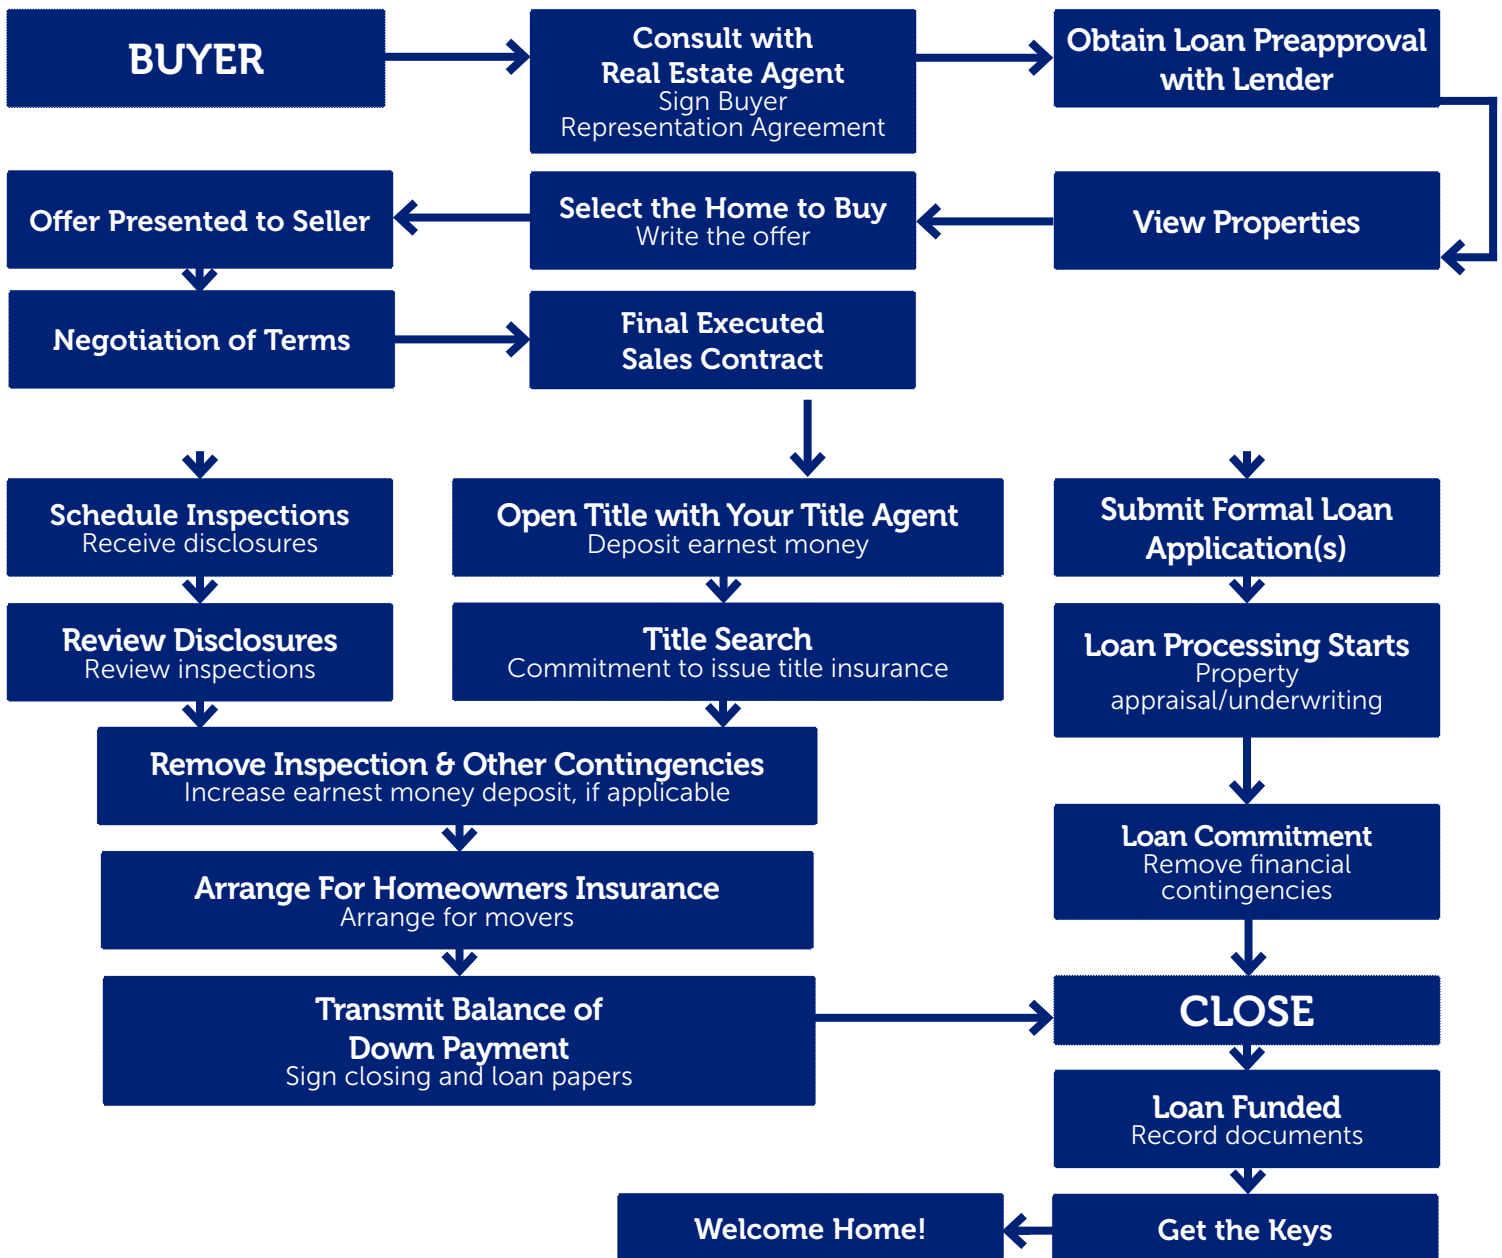 BUYER
Consult with
Real Estate Agent
Sign Buyer
Representation Agreement
Obtain Loan Preapproval
with Lender
Offer Presented to Seller
Select the Home to Buy
Write the offer
View Properties
Negotiation of Terms
Final Executed
Sales Contract
Schedule Inspections
Receive disclosures
Open Title with Your Title Agent
Deposit earnest money
Submit Formal Loan
Application(s)
Review Disclosures
Review inspections
Title Search
Commitment to issue title insurance
Loan Processing Starts
Property
appraisal/underwriting
Remove Inspection & Other Contingencies
Increase earnest money deposit, if applicable
Loan Commitment
Remove financial
contingencies
Arrange For Homeowners Insurance
Arrange for movers
Transmit Balance of
Down Payment
Sign closing and loan papers
CLOSE
Loan Funded
Record documents
Welcome Home!
Get the Keys